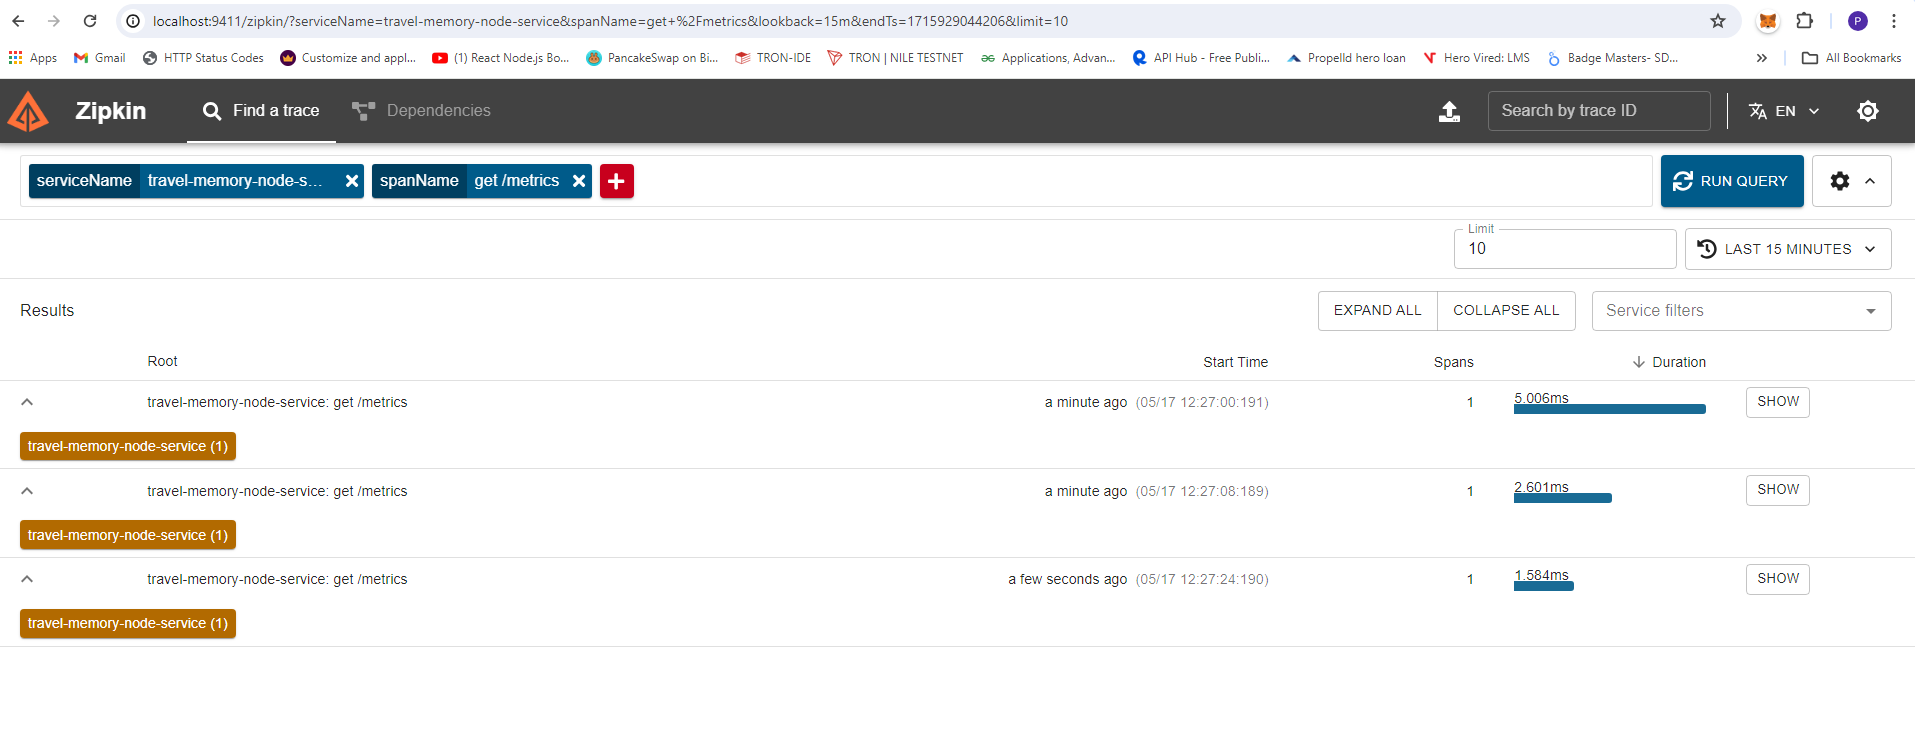 localhost:9411/zipkin/?serviceName=travel-memory-node-service&spanName=get+%2Fmetrics&lookback=15m&endTs=1715929044206&limit=10
P
Apps Gmail HTTP Status Codes Customize and appl... (1) React Node.js Bo... PancakeSwap on Bi... TRON-IDE TRON | NILE TESTNET Applications, Advan... API Hub - Free Publi... Propelld hero loan Hero Vired: LMS Badge Masters- SD... » All Bookmarks
Zipkin Find a trace Dependencies Search by trace ID EN
serviceName travel-memory-node-s... spanName get /metrics RUN QUERY
Limit
10 LAST 15 MINUTES
Results EXPAND ALL COLLAPSE ALL Service filters
Root Start Time Spans Duration
travel-memory-node-service: get /metrics a minute ago (05/17 12:27:00:191) 1 5.006ms SHOW
travel-memory-node-service (1)
travel-memory-node-service: get /metrics a minute ago (05/17 12:27:08:189) 1 2.601ms SHOW
travel-memory-node-service (1)
travel-memory-node-service: get /metrics a few seconds ago (05/17 12:27:24:190) 1 1.584ms SHOW
travel-memory-node-service (1)